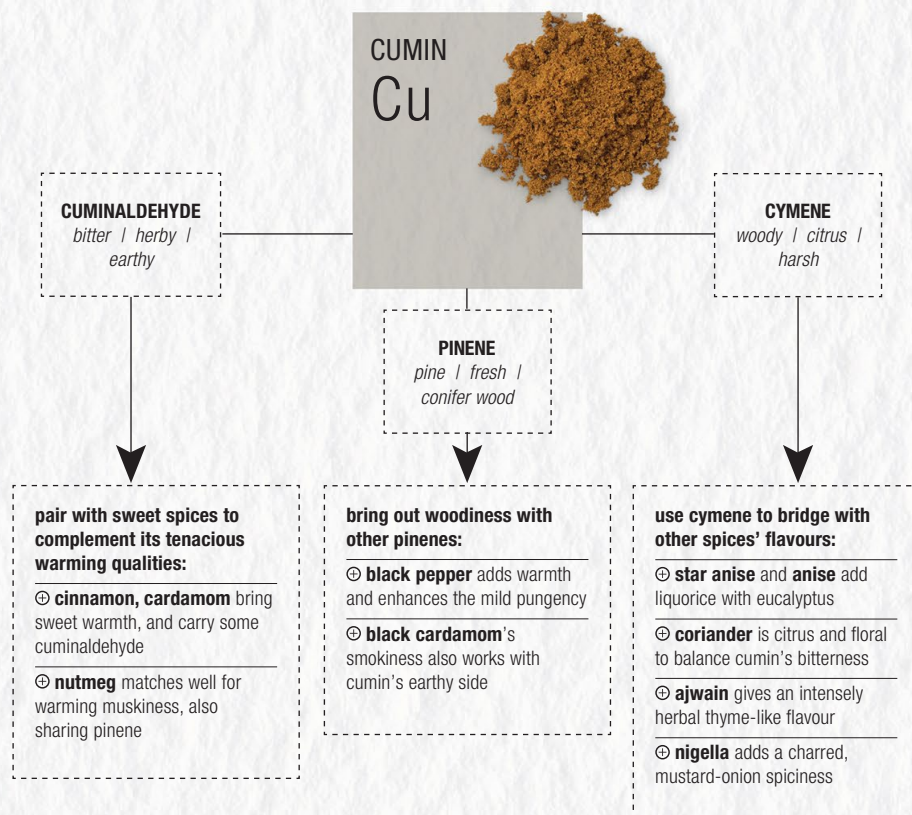 CUMIN
Cu
CUMINALDEHYDE
bitter | herby |
earthy
CYMENE
woody | citrus |
harsh
PINENE
pine | fresh |
conifer wood
pair with sweet spices to
complement its tenacious
warming qualities:
⊕ cinnamon, cardamom bring
sweet warmth, and carry some
cuminaldehyde
⊕ nutmeg matches well for
warming muskiness, also
sharing pinene
bring out woodiness with
other pinenes:
⊕ black pepper adds warmth
and enhances the mild pungency
⊕ black cardamom's
smokiness also works with
cumin's earthy side
use cymene to bridge with
other spices' flavours:
⊕ star anise and anise add
liquorice with eucalyptus
⊕ coriander is citrus and floral
to balance cumin's bitterness
⊕ ajwain gives an intensely
herbal thyme-like flavour
⊕ nigella adds a charred,
mustard-onion spiciness